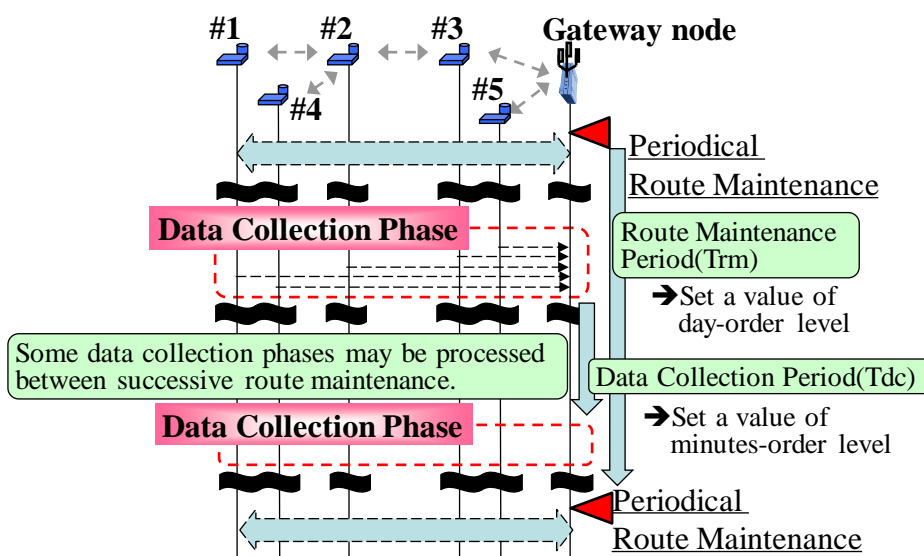 #1
#2
#3
Gateway node
#4
#5
Periodical
Route Maintenance
Data Collection Phase
Route Maintenance
Period(Trm)
➔Set a value of
day-order level
Some data collection phases may be processed
between successive route maintenance.
Data Collection Period(Tdc)
➔Set a value of
minutes-order level
Data Collection Phase
Periodical
Route Maintenance